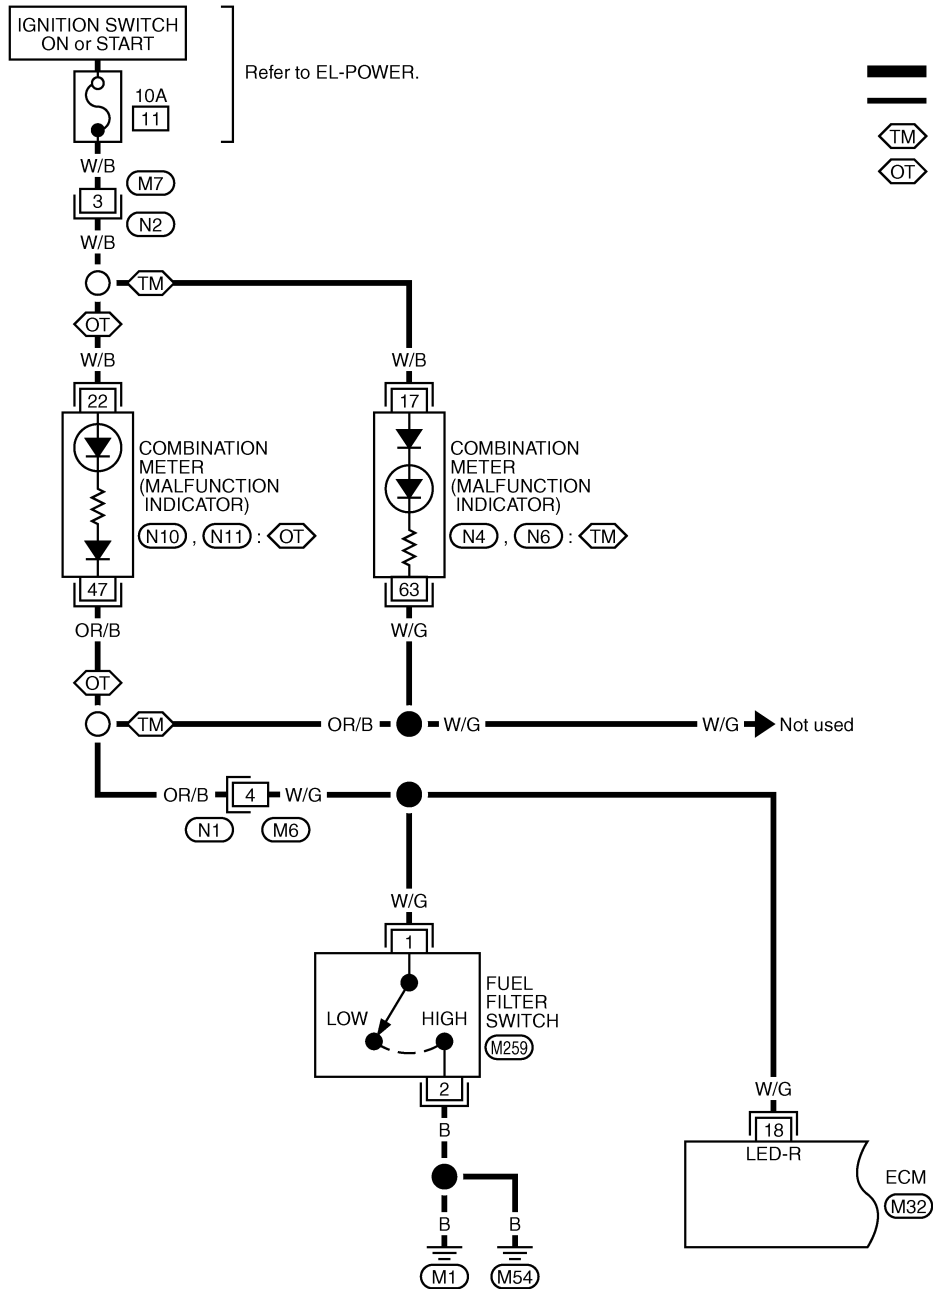 IGNITION SWITCH
ON or START
Refer to EL-POWER.
10A
11
TM
OT
W/B
M7
3
N2
W/B
TM
OT
W/B
W/B
22
17
COMBINATION
METER
(MALFUNCTION
INDICATOR)
N10 , N11 : OT
COMBINATION
METER
(MALFUNCTION
INDICATOR)
N4 , N6 : TM
47
63
OR/B
W/G
OT
TM
OR/B
W/G
W/G
Not used
OR/B
4
W/G
N1
M6
W/G
1
LOW
HIGH
FUEL
FILTER
SWITCH
M259
2
B
B
B
M1
M54
W/G
18
LED-R
ECM
M32